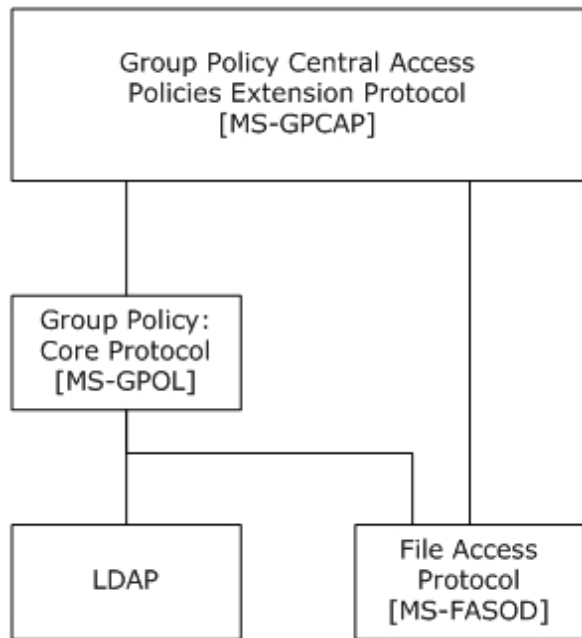 Group Policy Central Access
Policies Extension Protocol
[MS-GPCAP]
Group Policy:
Core Protocol
[MS-GPOL]
LDAP
File Access
Protocol
[MS-FASOD]